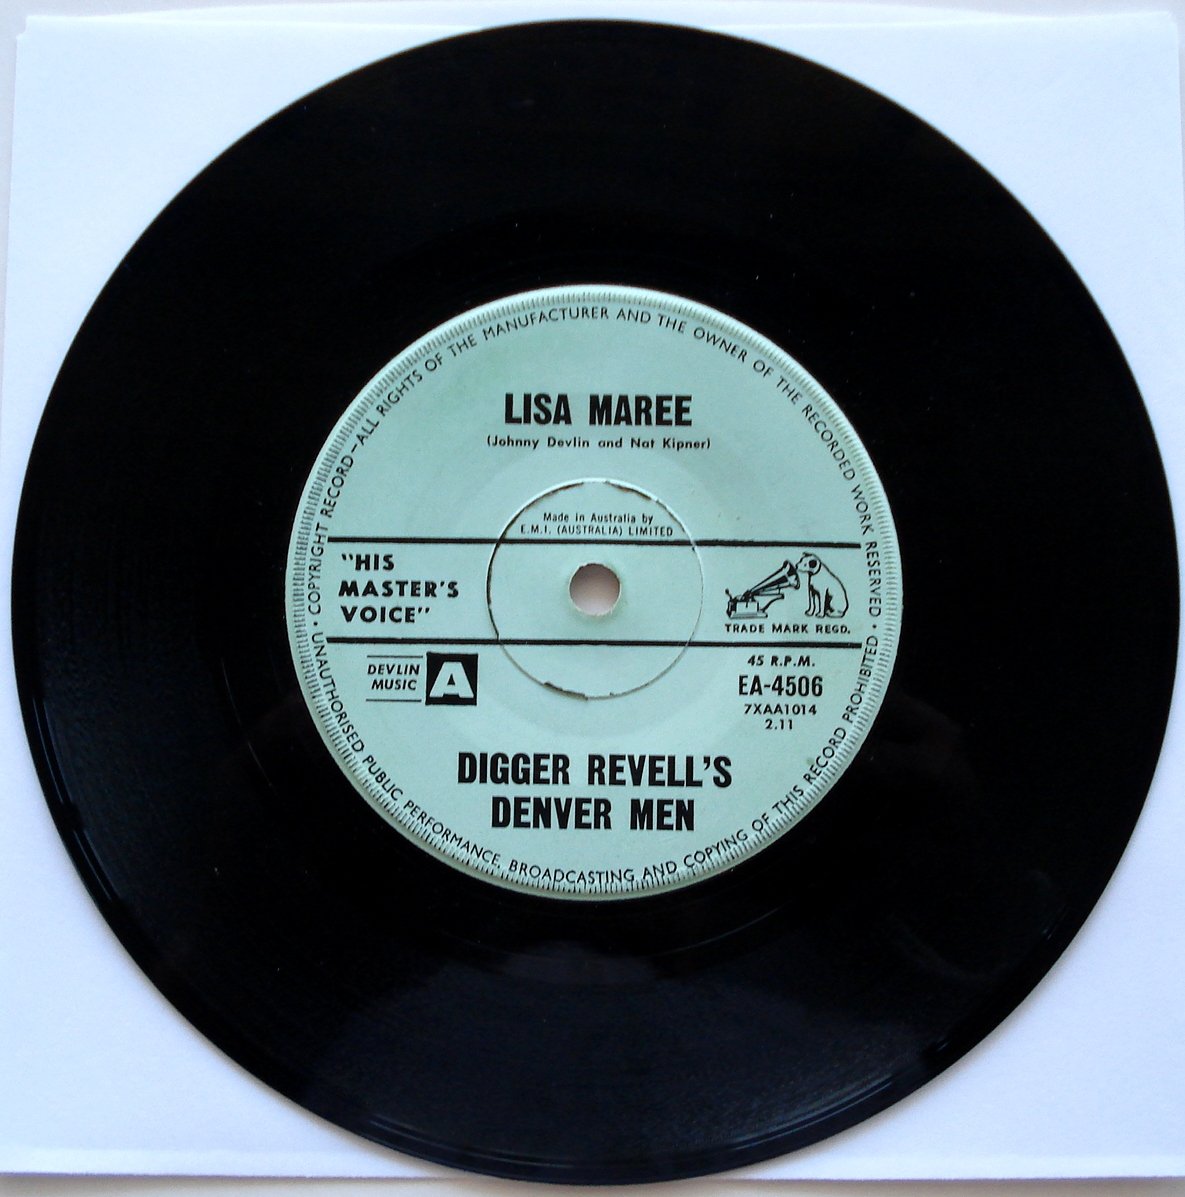 COPYRIGHT RECORD—ALL RIGHTS OF THE MANUFACTURER AND THE OWNER OF THE RECORDED WORK RESERVED •
LISA MAREE
(Johnny Devlin and Nat Kipner)
Made in Australia by
E.M.I. (AUSTRALIA) LIMITED
"HIS
MASTER'S
VOICE"
TRADE MARK REGD.
DEVLIN
MUSIC
A
45 R.P.M.
EA-4506
7XAA1014
2.11
DIGGER REVELL'S
DENVER MEN
UNAUTHORISED PUBLIC PERFORMANCE, BROADCASTING AND COPYING OF THIS RECORD PROHIBITED •